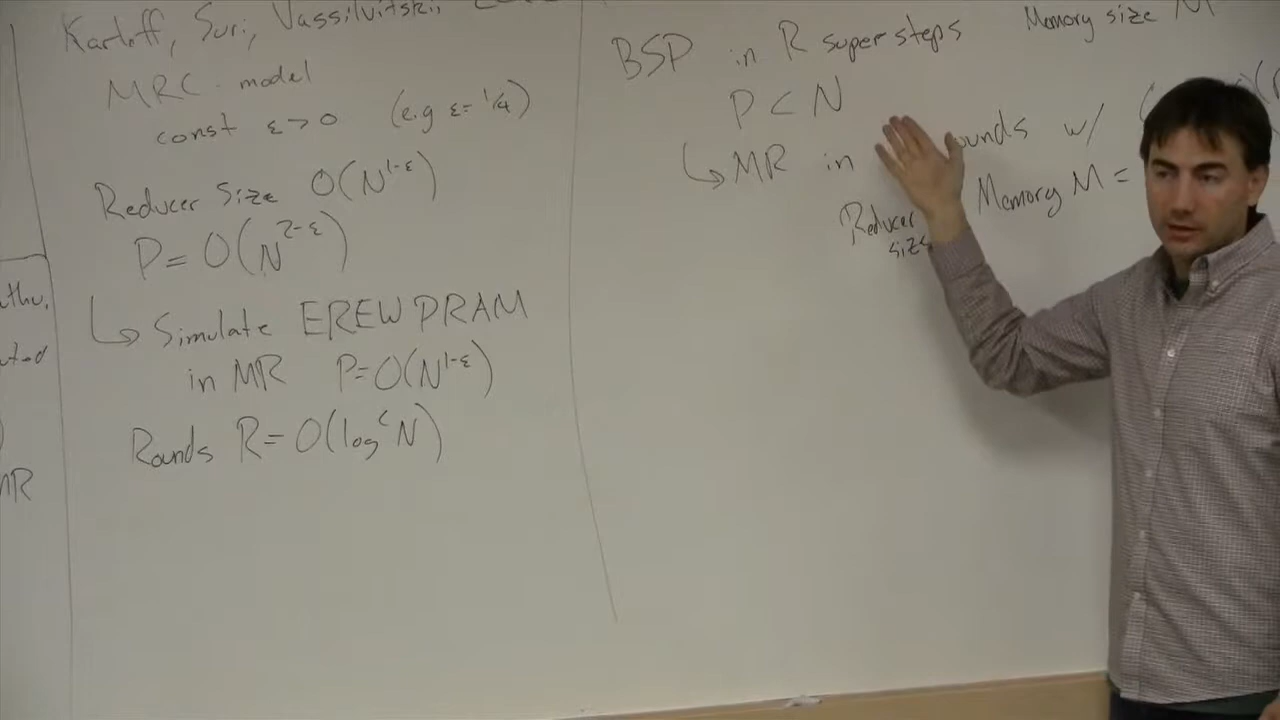 Karloff, Suri, Vassilvitskii
MRC model
const ε>0 (e.g ε=1/4)
Reducer Size O(N^{1-ε})
P = O(N^{2-ε})
↳ Simulate EREW PRAM
in MR P=O(N^{1-ε})
Rounds R=O(log^c N)
BSP in R super steps Memory size M
P < N
↳ MR in ounds w/ (
Reducer size Memory M =
MR